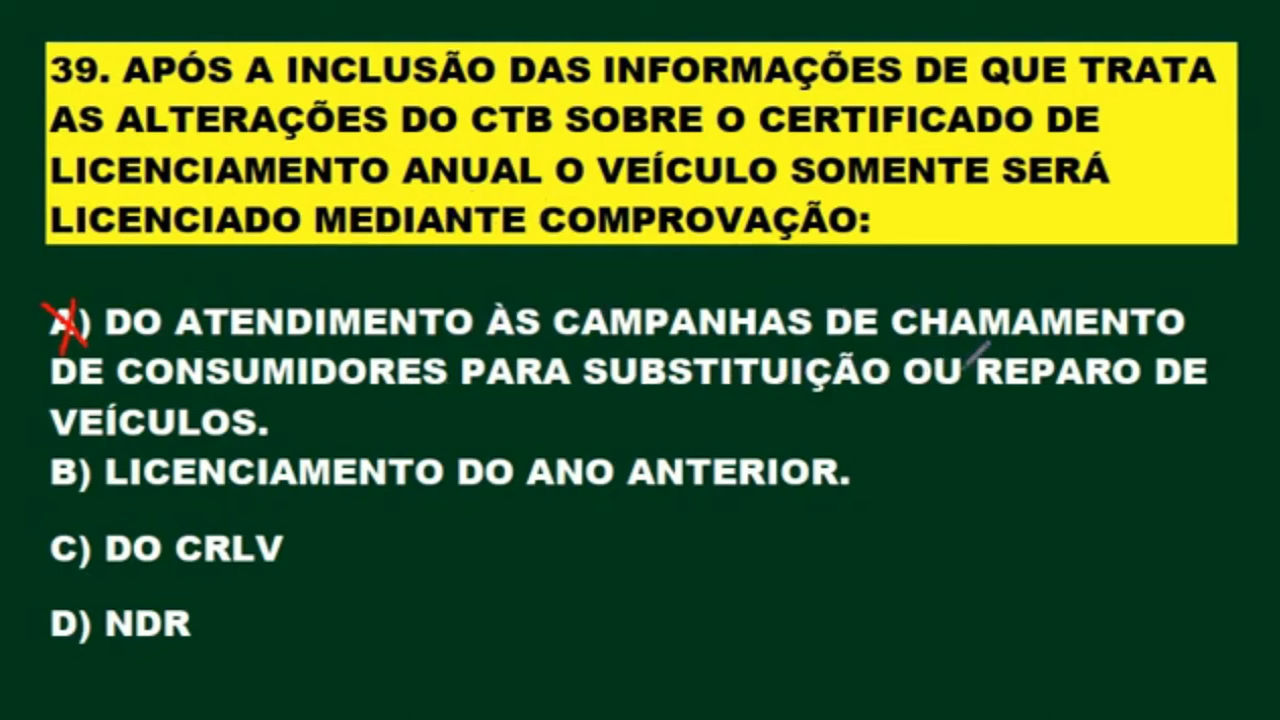 39. APÓS A INCLUSÃO DAS INFORMAÇÕES DE QUE TRATA
AS ALTERAÇÕES DO CTB SOBRE O CERTIFICADO DE
LICENCIAMENTO ANUAL O VEÍCULO SOMENTE SERÁ
LICENCIADO MEDIANTE COMPROVAÇÃO:
A) DO ATENDIMENTO ÀS CAMPANHAS DE CHAMAMENTO
DE CONSUMIDORES PARA SUBSTITUIÇÃO OU REPARO DE
VEÍCULOS.
B) LICENCIAMENTO DO ANO ANTERIOR.
C) DO CRLV
D) NDR